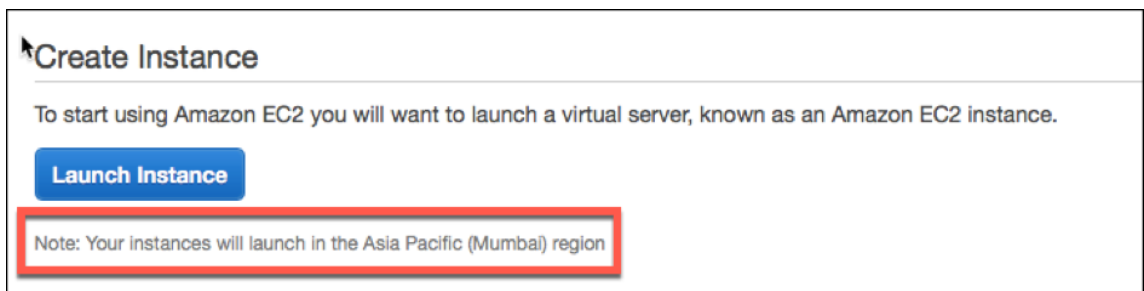 Create Instance
To start using Amazon EC2 you will want to launch a virtual server, known as an Amazon EC2 instance.
Launch Instance
Note: Your instances will launch in the Asia Pacific (Mumbai) region